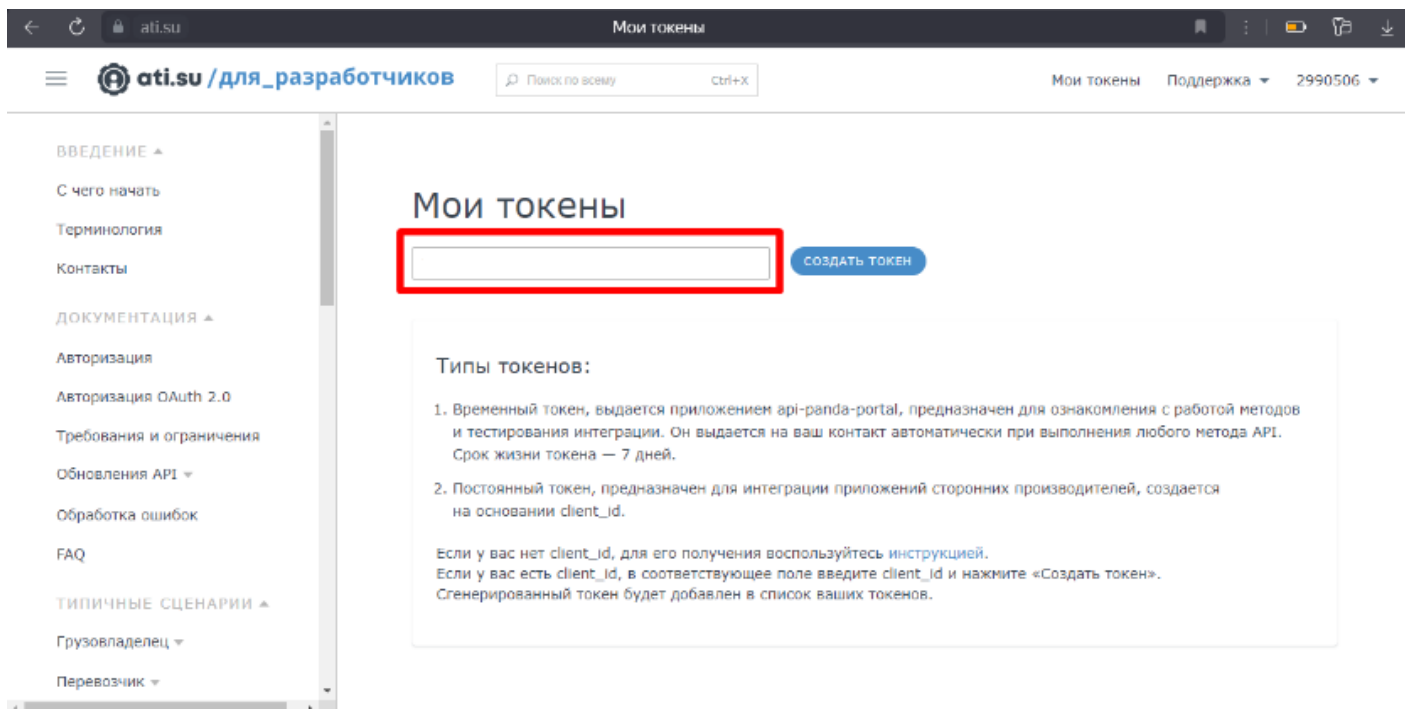 ati.su
Мои токены
ati.su /для_разработчиков
Поиск по всему
Ctrl+X
Мои токены
Поддержка
2990506
ВВЕДЕНИЕ
С чего начать
Терминология
Контакты
ДОКУМЕНТАЦИЯ
Авторизация
Авторизация OAuth 2.0
Требования и ограничения
Обновления API
Обработка ошибок
FAQ
ТИПИЧНЫЕ СЦЕНАРИИ
Грузовладелец
Перевозчик
Мои токены
СОЗДАТЬ ТОКЕН
Типы токенов:
1. Временный токен, выдается приложением api-panda-portal, предназначен для ознакомления с работой методов
и тестирования интеграции. Он выдается на ваш контакт автоматически при выполнения любого метода API.
Срок жизни токена — 7 дней.
2. Постоянный токен, предназначен для интеграции приложений сторонних производителей, создается
на основании client_id.
Если у вас нет client_id, для его получения воспользуйтесь инструкцией.
Если у вас есть client_id, в соответствующее поле введите client_id и нажмите «Создать токен».
Сгенерированный токен будет добавлен в список ваших токенов.